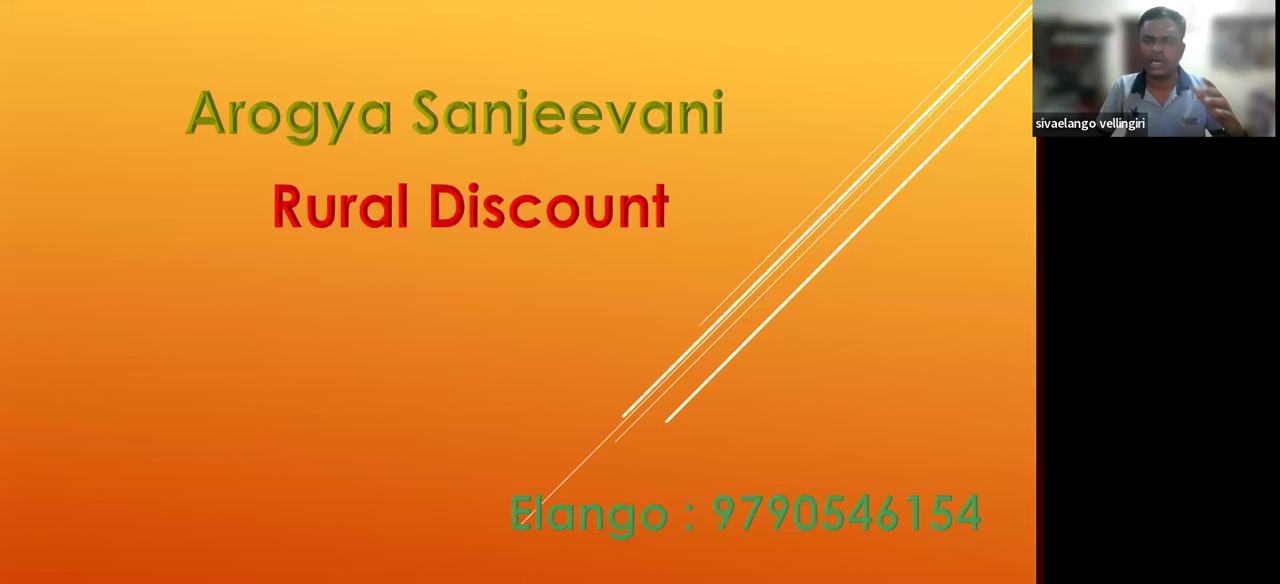 Arogya Sanjeevani
Rural Discount
Elango : 9790546154
sivaelango vellingiri